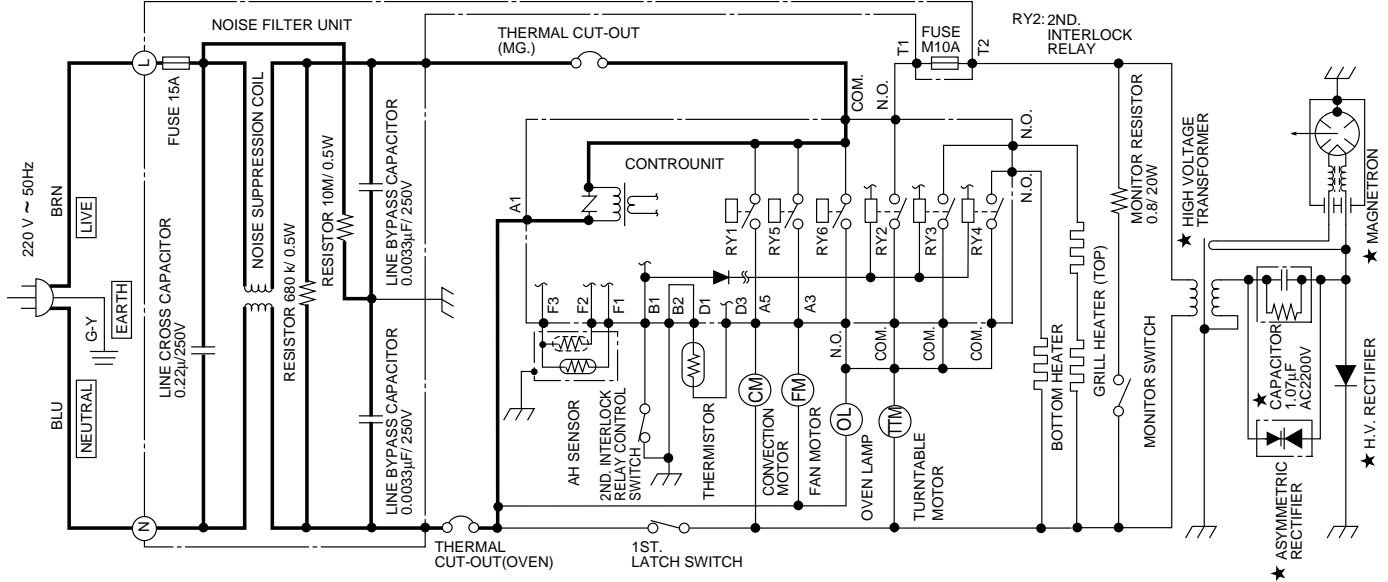 220 V ~ 50Hz
BRN
LIVE
BLU
NEUTRAL
G-Y
EARTH
L
N
FUSE 15A
NOISE FILTER UNIT
LINE CROSS CAPACITOR
0.22µ/250V
NOISE SUPPRESSION COIL
RESISTOR 680 k/ 0.5W
RESISTOR 10M/ 0.5W
LINE BYPASS CAPACITOR
0.0033µF/ 250V
LINE BYPASS CAPACITOR
0.0033µF/ 250V
THERMAL CUT-OUT
(MG.)
THERMAL
CUT-OUT(OVEN)
1ST.
LATCH SWITCH
A1
CONTROUNIT
F3
F2
F1
B1
B2
D1
D3
A5
A3
N.O.
COM.
COM.
COM.
RY1
RY5
RY6
RY2
RY3
RY4
COM.
N.O.
N.O.
N.O.
AH SENSOR
2ND. INTERLOCK
RELAY CONTROL
SWITCH
THERMISTOR
CM
CONVECTION
MOTOR
FM
FAN MOTOR
OL
OVEN LAMP
TTM
TURNTABLE
MOTOR
T1
FUSE
M10A
T2
RY2: 2ND.
INTERLOCK
RELAY
BOTTOM HEATER
GRILL HEATER (TOP)
MONITOR SWITCH
MONITOR RESISTOR
0.8/ 20W
★ HIGH VOLTAGE
TRANSFORMER
★ MAGNETRON
★ CAPACITOR
1.07µF
AC2200V
★ ASYMMETRIC
RECTIFIER
★ H.V. RECTIFIER